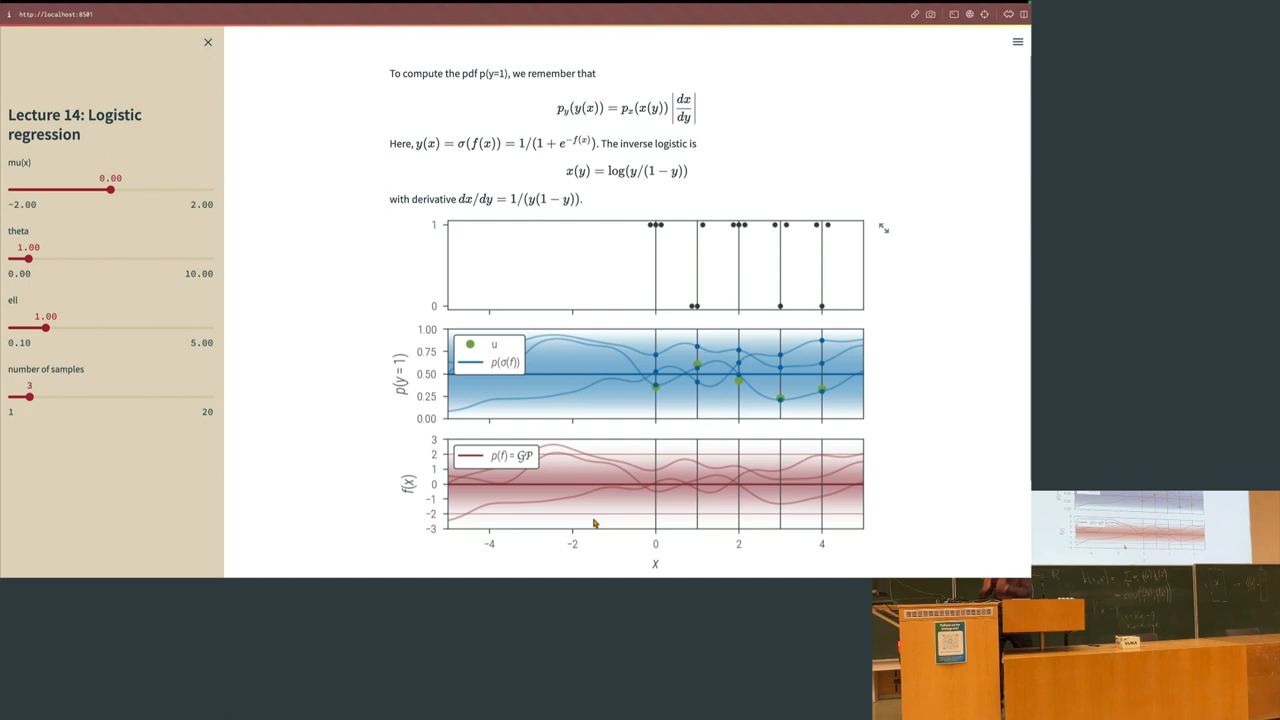 http://localhost:8501
Lecture 14: Logistic
regression
mu(x)
0.00
−2.00 2.00
theta
1.00
0.00 10.00
ell
1.00
0.10 5.00
number of samples
3
1 20
To compute the pdf p(y=1), we remember that
p_y(y(x)) = p_x(x(y)) |dx/dy|
Here, y(x) = σ(f(x)) = 1/(1 + e^{−f(x)}). The inverse logistic is
x(y) = log(y/(1 − y))
with derivative dx/dy = 1/(y(1 − y)).
1
0
1.00
0.75
0.50
0.25
0.00
p(y = 1)
u
p(σ(f))
3
2
1
0
−1
−2
−3
f(x)
p(f) = 𝒢𝒫
−4 −2 0 2 4
x